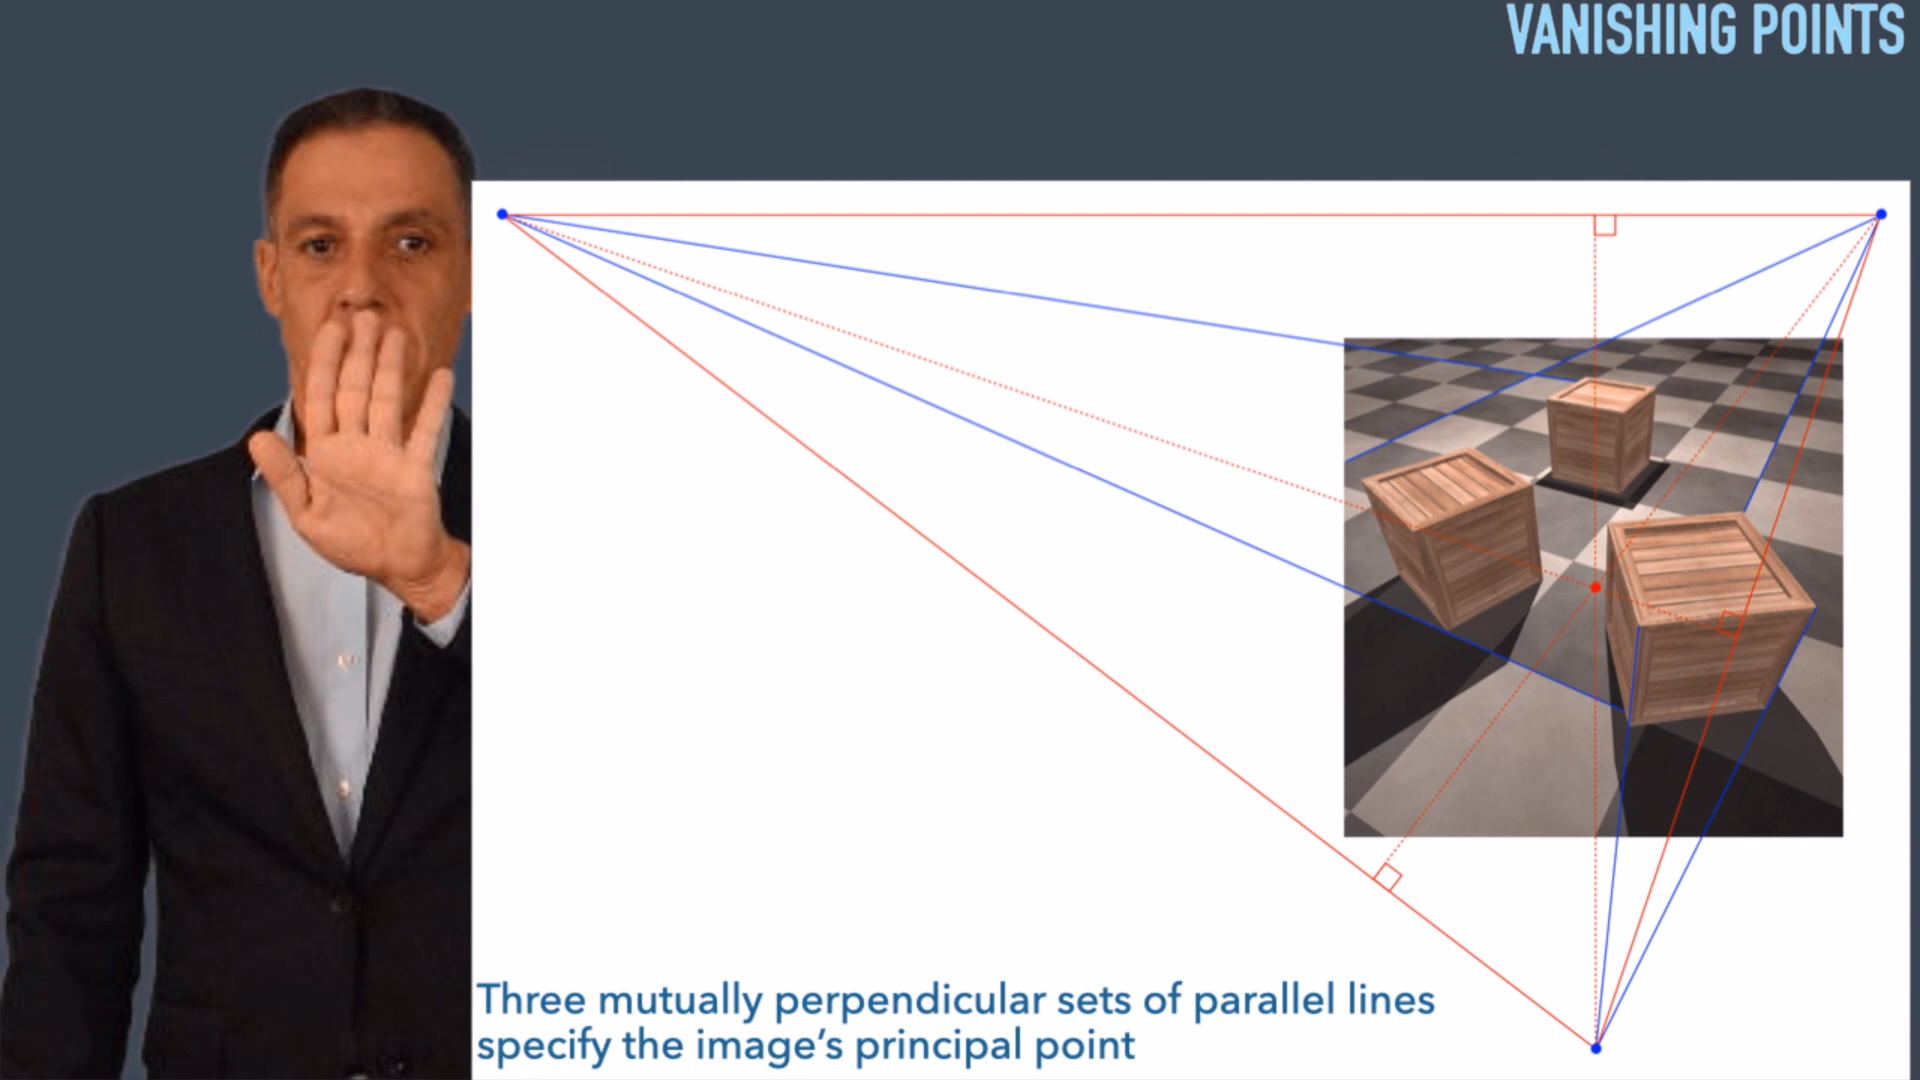 VANISHING POINTS
Three mutually perpendicular sets of parallel lines
specify the image’s principal point